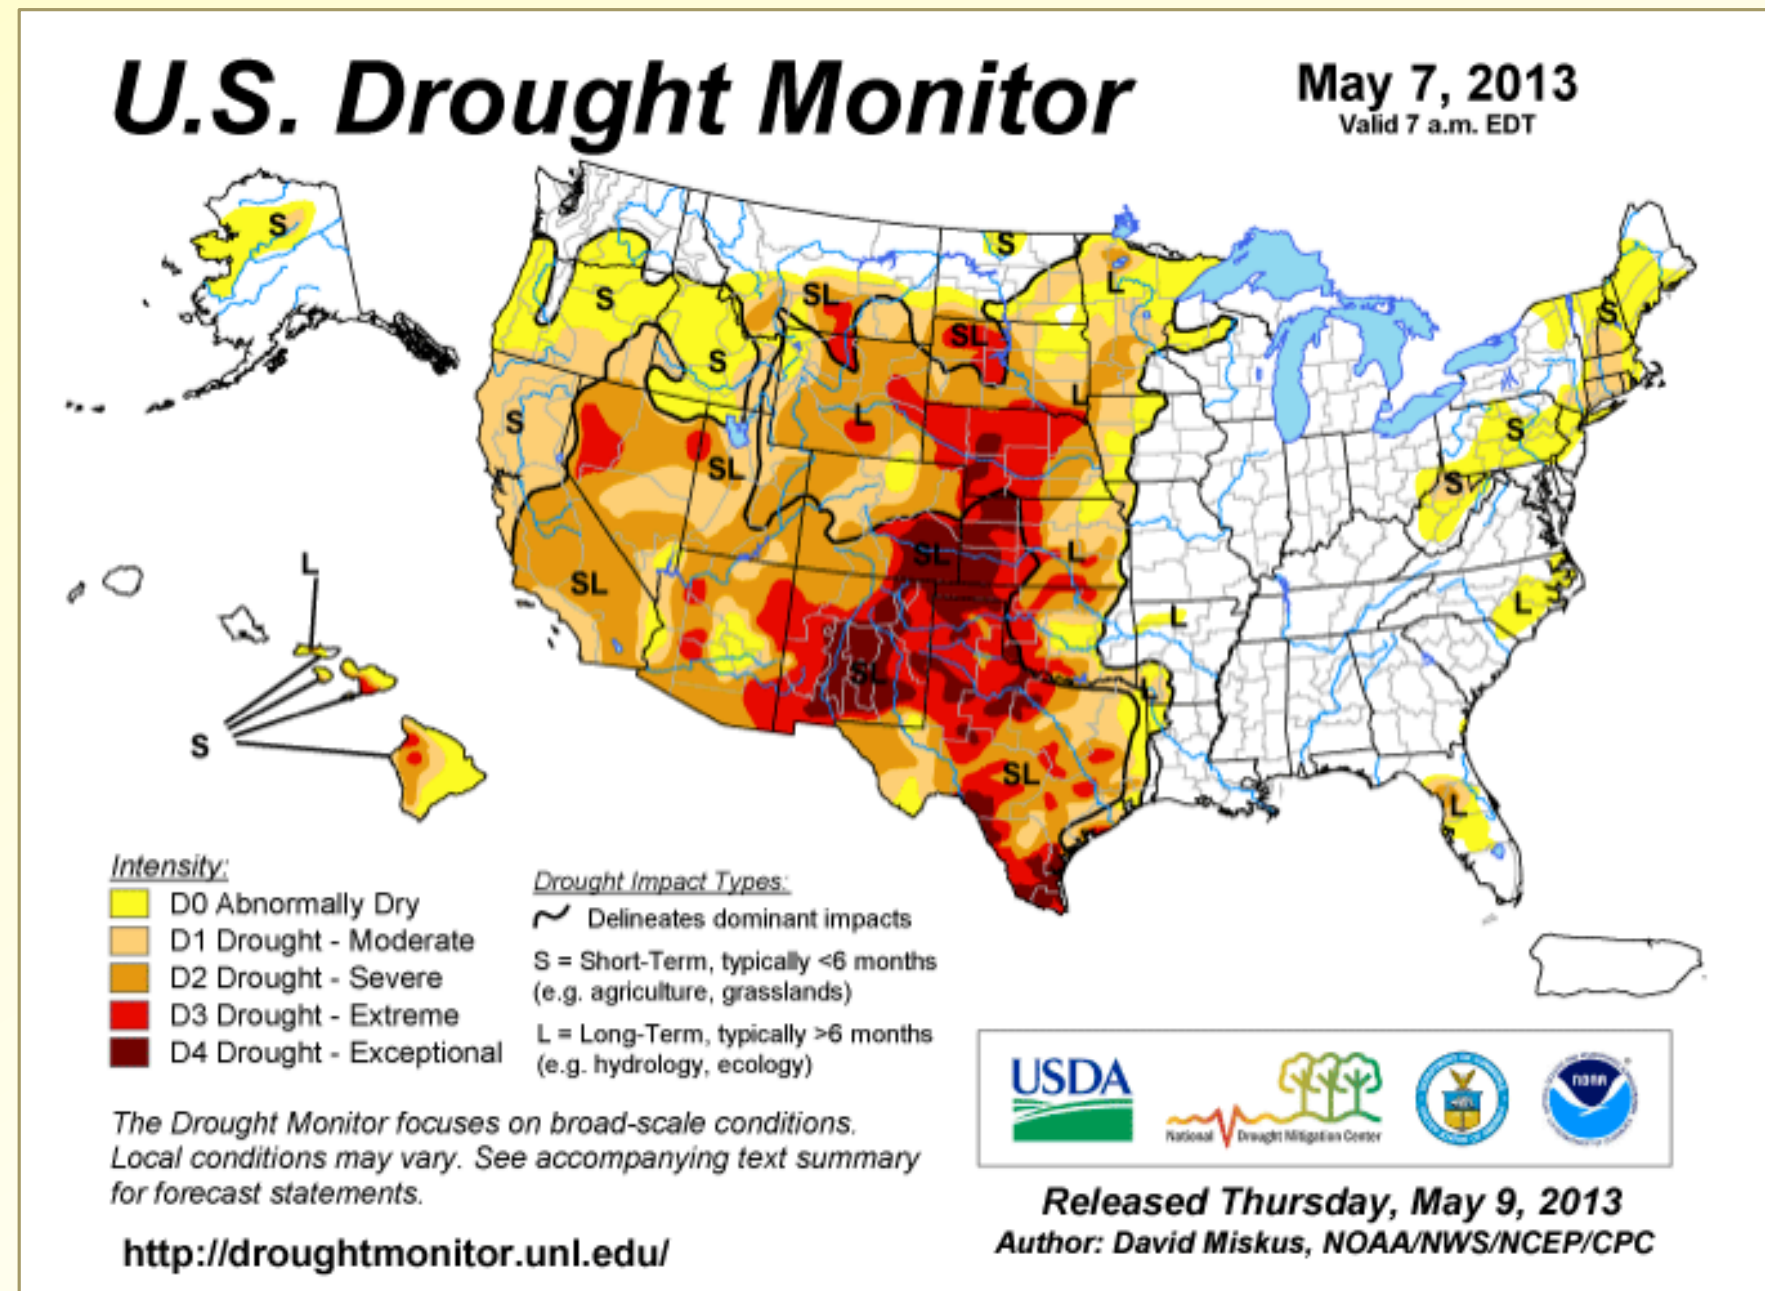 U.S. Drought Monitor
May 7, 2013
Valid 7 a.m. EDT
S
S
L
S
SL
S
SL
S
S
L
S
L
S
SL
S
SL
L
SL
L
SL
L
L
L
SL
L
SL
L
S
Intensity:
D0 Abnormally Dry
D1 Drought - Moderate
D2 Drought - Severe
D3 Drought - Extreme
D4 Drought - Exceptional
Drought Impact Types:
Delineates dominant impacts
S = Short-Term, typically <6 months
(e.g. agriculture, grasslands)
L = Long-Term, typically >6 months
(e.g. hydrology, ecology)
The Drought Monitor focuses on broad-scale conditions.
Local conditions may vary. See accompanying text summary
for forecast statements.
http://droughtmonitor.unl.edu/
USDA
National Drought Mitigation Center
noaa
Released Thursday, May 9, 2013
Author: David Miskus, NOAA/NWS/NCEP/CPC